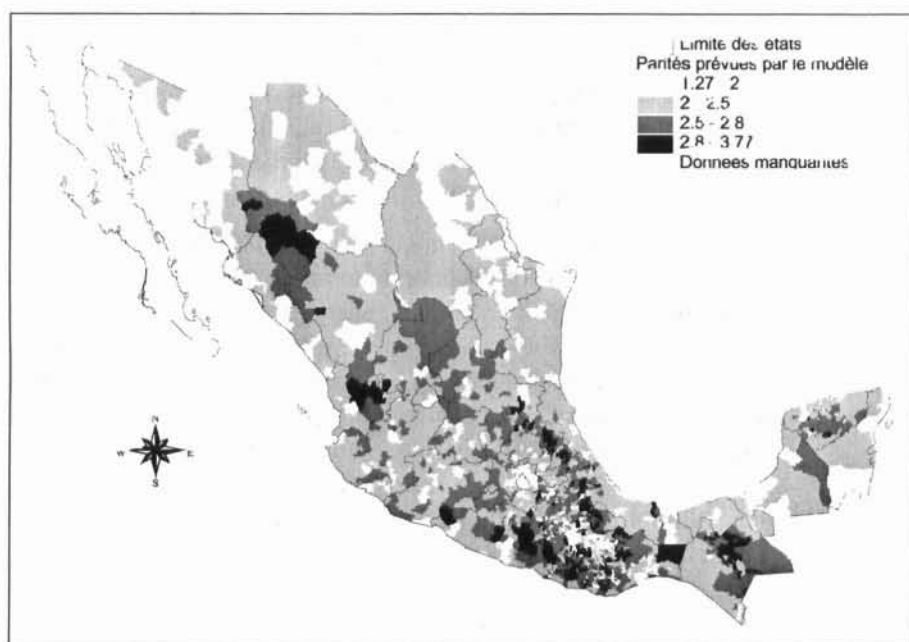 Limite des états
Parités prévues par le modèle
1.27 2
2 2.5
2.5 - 2.8
2.8 - 3.77
Données manquantes
N
W E
S